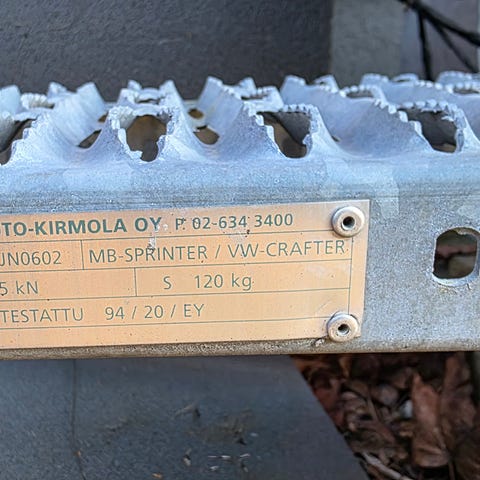 TO-KIRMOLA OY P. 02-634 3400
JN0602 MB-SPRINTER / VW-CRAFTER
5 kN S 120 kg
TESTATTU 94 / 20 / EY